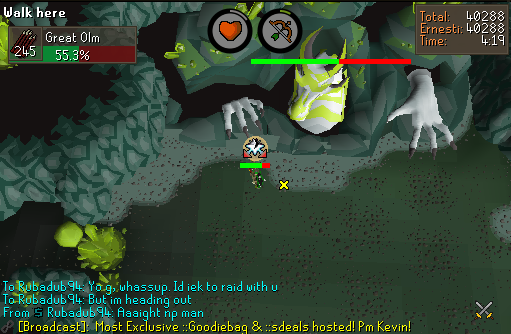 Walk here
Total: 40288
Ernesti: 40288
Time: 4:19
245
Great Olm
55.3%
To Rubadub94: Yo g, whassup. Id iek to raid with u
To Rubadub94: But im heading out
From S Rubadub94: Aaaight np man
[Broadcast]: Most Exclusive ::Goodiebag & ::sdeals hosted! Pm Kevin!